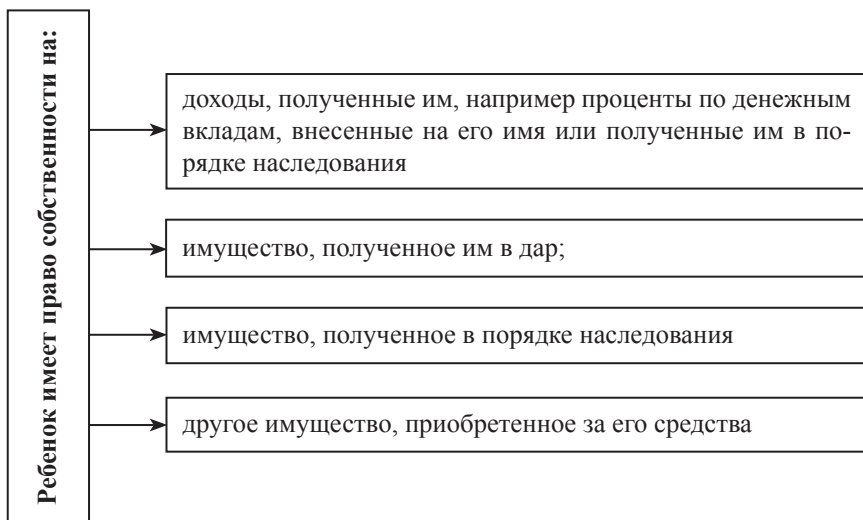 Ребенок имеет право собственности на:
доходы, полученные им, например проценты по денежным
вкладам, внесенные на его имя или полученные им в по-
рядке наследования
имущество, полученное им в дар;
имущество, полученное в порядке наследования
другое имущество, приобретенное за его средства